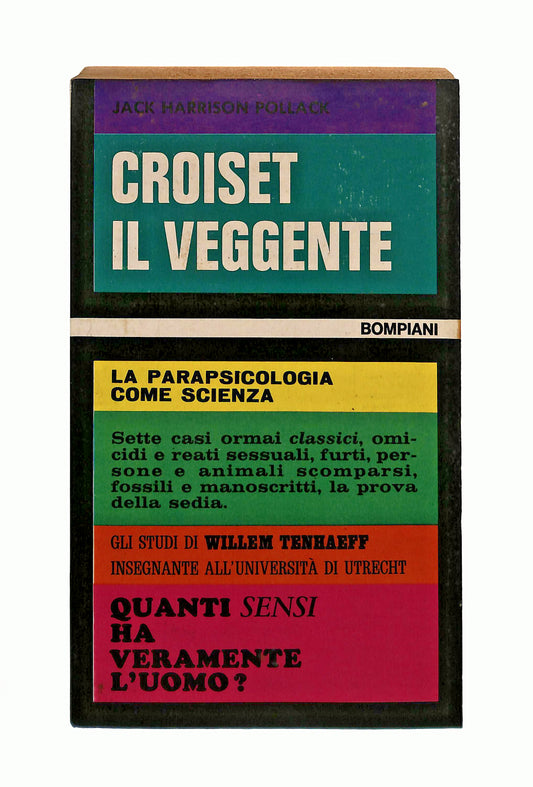 JACK HARRISON POLLACK
CROISET
IL VEGGENTE
BOMPIANI
LA PARAPSICOLOGIA
COME SCIENZA
Sette casi ormai classici, omi-
cidi e reati sessuali, furti, per-
sone e animali scomparsi,
fossili e manoscritti, la prova
della sedia.
GLI STUDI DI WILLEM TENHAEFF
INSEGNANTE ALL'UNIVERSITÀ DI UTRECHT
QUANTI SENSI
HA
VERAMENTE
L'UOMO?